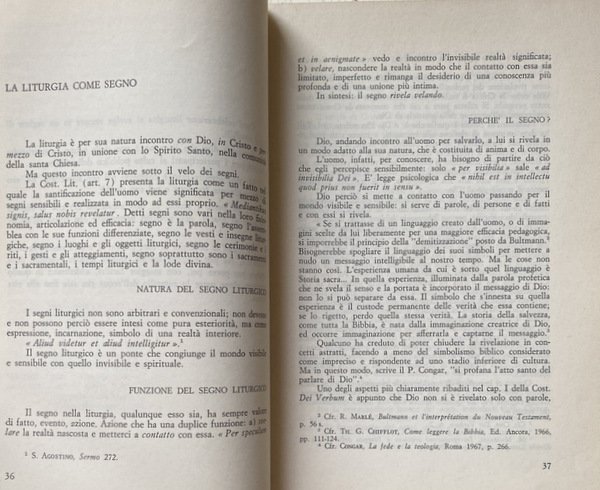 LA LITURGIA COME SEGNO
La liturgia è per sua natura incontro con Dio, in Cristo e per
mezzo di Cristo, in unione con lo Spirito Santo, nella comunità
della santa Chiesa.
Ma questo incontro avviene sotto il velo dei segni.
La Cost. Lit. (art. 7) presenta la liturgia come un fatto nel
quale la santificazione dell'uomo viene significata per mezzo di
segni sensibili e realizzata in modo ad essi proprio. « Mediantibus
signis, salus nobis revelatur. Detti segni sono vari nella loro fisio-
nomia, articolazione ed efficacia: segno è la parola, segno l'assem-
blea con le sue funzioni differenziate, segno le vesti e insegne litur-
giche, segno i luoghi e gli oggetti liturgici, segno le cerimonie e i
riti, i gesti e gli atteggiamenti, segno soprattutto sono i sacramenti
e i sacramentali, i tempi liturgici e la lode divina.
NATURA DEL SEGNO LITURGICO
I segni liturgici non sono arbitrari e convenzionali; non devono
e non possono perciò essere intesi come pura esteriorità, ma come
espressione, incarnazione, simbolo di una realtà interiore.
« Aliud videtur et aliud intelligitur ».²
Il segno liturgico è un ponte che congiunge il mondo visibile
e sensibile con quello invisibile e spirituale.
FUNZIONE DEL SEGNO LITURGICO
Il segno nella liturgia, qualunque esso sia, ha sempre valore
di fatto, evento, azione. Azione che ha una duplice funzione: a) svelare
la realtà nascosta e metterci a contatto con essa. « Per speculum
² S. AGOSTINO, Sermo 272.
36
et in aenigmate » vedo e incontro l'invisibile realtà significata;
b) velare, nascondere la realtà in modo che il contatto con essa sia
limitato, imperfetto e rimanga il desiderio di una conoscenza più
profonda e di una unione più intima.
In sintesi: il segno rivela velando.
PERCHE' IL SEGNO?
Dio, andando incontro all'uomo per salvarlo, a lui si rivela in
un modo adatto alla sua natura, che è costituita di anima e di corpo.
L'uomo, infatti, per conoscere, ha bisogno di partire da ciò
che egli percepisce sensibilmente: solo « per visibilia » sale « ad
invisibilia Dei ». E' legge psicologica che « nihil est in intellectu
quod prius non fuerit in sensu ».
Dio perciò si mette a contatto con l'uomo passando per il
mondo visibile e sensibile: si serve di parole, di persone e di fatti
e con essi si rivela.
« Se si trattasse di un linguaggio creato dall'uomo, o di imma-
gini scelte da lui liberamente, per una maggiore efficacia pedagogica,
si imporrebbe il principio della "demitizzazione" posto da Bultmann.²
Bisognerebbe spogliare il linguaggio dei suoi simboli per mettere a
nudo un messaggio intelligibile al nostro tempo. Ma le cose non
stanno così. L'esperienza umana da cui è sorto quel linguaggio è
Storia sacra... In quella esperienza, illuminata dalla parola profetica
che ne svela il senso e la portata è incorporato il messaggio di Dio:
non lo si può separare da essa. Il simbolo che s'innesta su quella
esperienza è il custode permanente delle verità che essa contiene;
se lo rigetto, perdo quella stessa verità. La storia della salvezza,
come tutta la Bibbia, è nata dalla immaginazione creatrice di Dio,
ed occorre immaginazione per afferrarla e captarne il messaggio.³
Qualcuno ha creduto di poter chiudere la rivelazione in con-
cetti astratti, facendo a meno del simbolismo biblico considerato
come impreciso e rispondente ad uno stadio inferiore di cultura.
Ma in questo modo, scrive il P. Congar, "si profana l'atto santo del
parlare di Dio".⁴
Uno degli aspetti più chiaramente ribaditi nel cap. I della Cost.
Dei Verbum è appunto che Dio non si è rivelato solo con parole,
² Cfr. R. MARLÉ, Bultmann et l'interprétation du Nouveau Testament,
p. 56 s.
³ Cfr. TH. G. CHIFFLOT, Come leggere la Bibbia, Ed. Ancora, 1966,
pp. 111-124.
⁴ Cfr. CONGAR, La fede e la teologia, Roma 1967, p. 266.
37